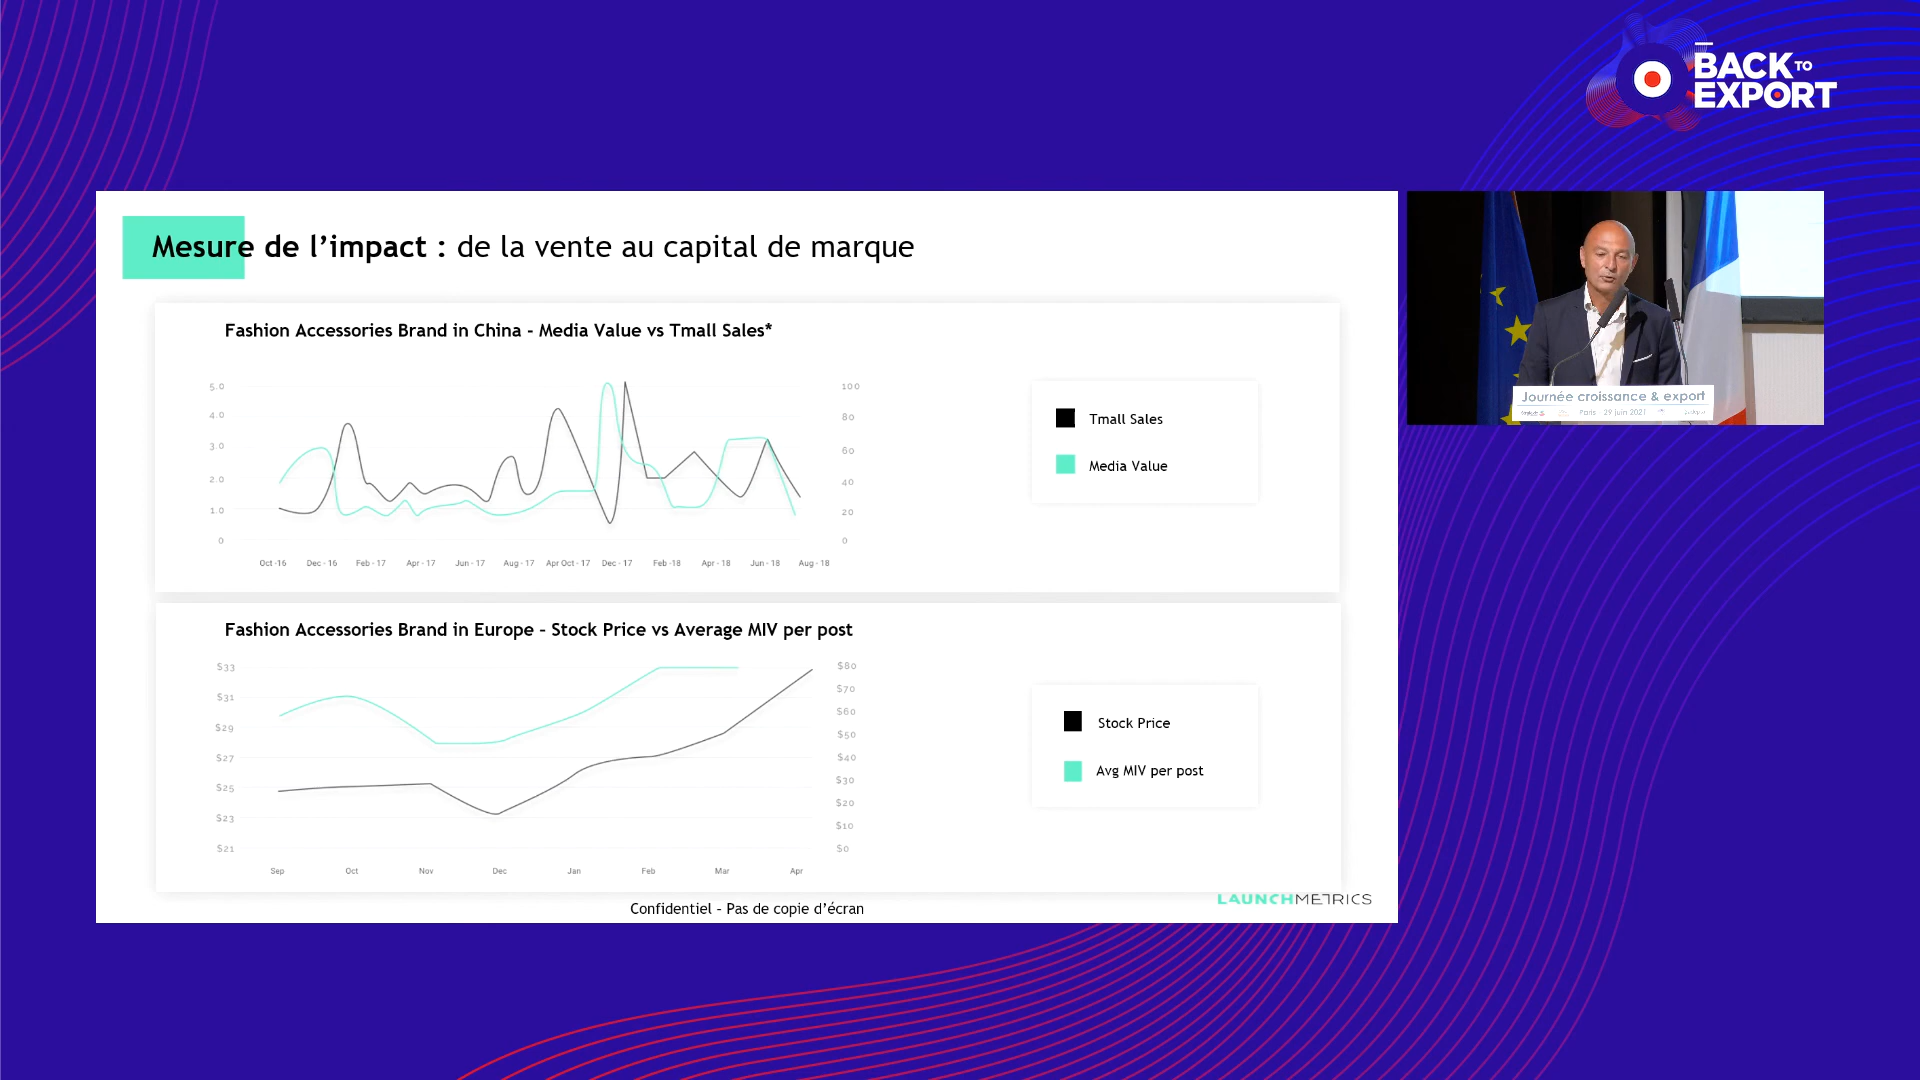 BACK TO
EXPORT
Mesure de l’impact : de la vente au capital de marque
Fashion Accessories Brand in China - Media Value vs Tmall Sales*
5.0
4.0
3.0
2.0
1.0
0
100
80
60
40
20
0
Oct -16 Dec - 16 Feb - 17 Apr - 17 Jun - 17 Aug - 17 Apr Oct - 17 Dec - 17 Feb -18 Apr - 18 Jun - 18 Aug - 18
Tmall Sales
Media Value
Fashion Accessories Brand in Europe – Stock Price vs Average MIV per post
$33
$31
$29
$27
$25
$23
$21
$80
$70
$60
$50
$40
$30
$20
$10
$0
Sep Oct Nov Dec Jan Feb Mar Apr
Stock Price
Avg MIV per post
Confidentiel – Pas de copie d’écran
LAUNCHMETRICS
Journée croissance & export
Paris - 29 juin 2021